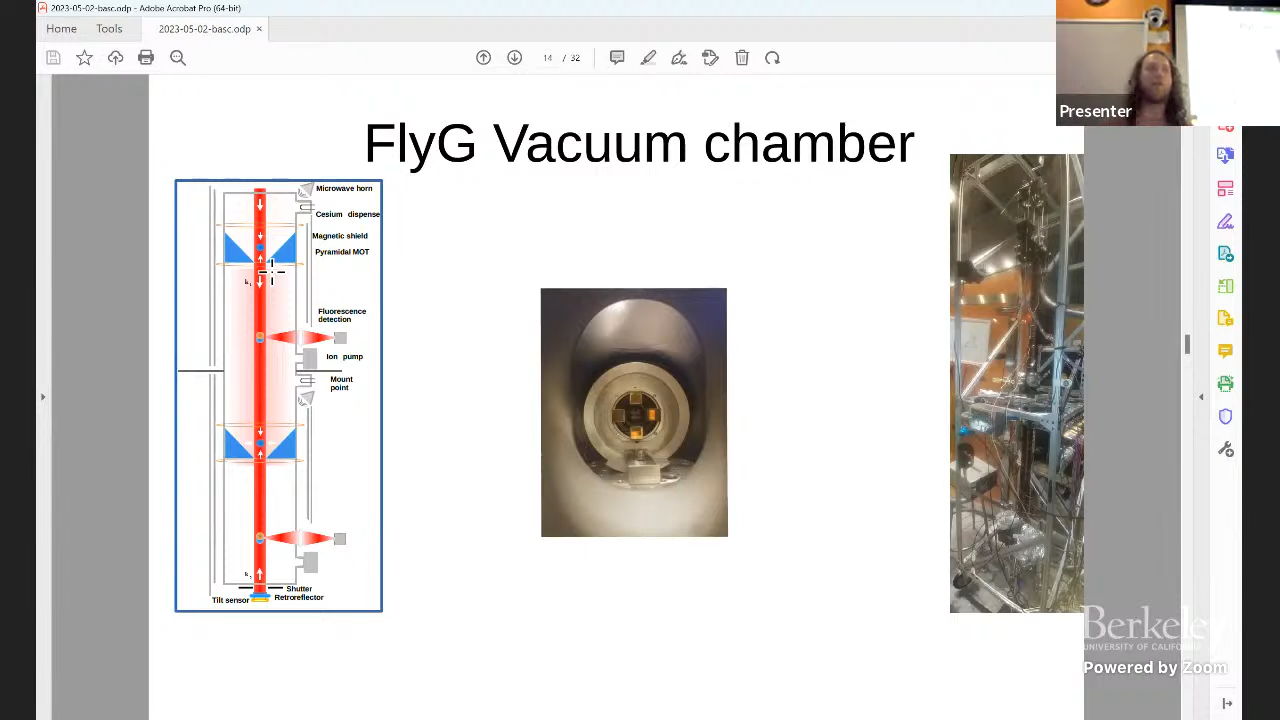 2023-05-02-basc.odp - Adobe Acrobat Pro (64-bit)
Home
Tools
2023-05-02-basc.odp ×
14 / 32
Presenter
FlyG Vacuum chamber
Microwave horn
Cesium dispense
Magnetic shield
Pyramidal MOT
Fluorescence
detection
Ion pump
Mount
point
Shutter
Retroreflector
Tilt sensor
Berkeley
UNIVERSITY OF CALIFORNIA
Powered by Zoom